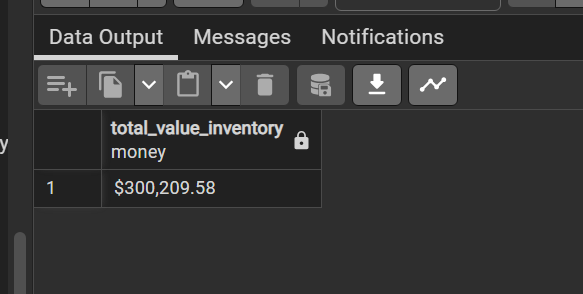 Data Output Messages Notifications
total_value_inventory
money
y
1 $300,209.58